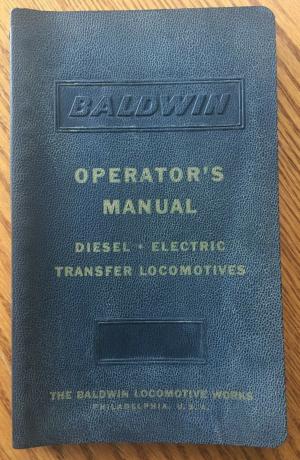 BALDWIN
OPERATOR'S
MANUAL
DIESEL • ELECTRIC
TRANSFER LOCOMOTIVES
THE BALDWIN LOCOMOTIVE WORKS
PHILADELPHIA, U.S.A.